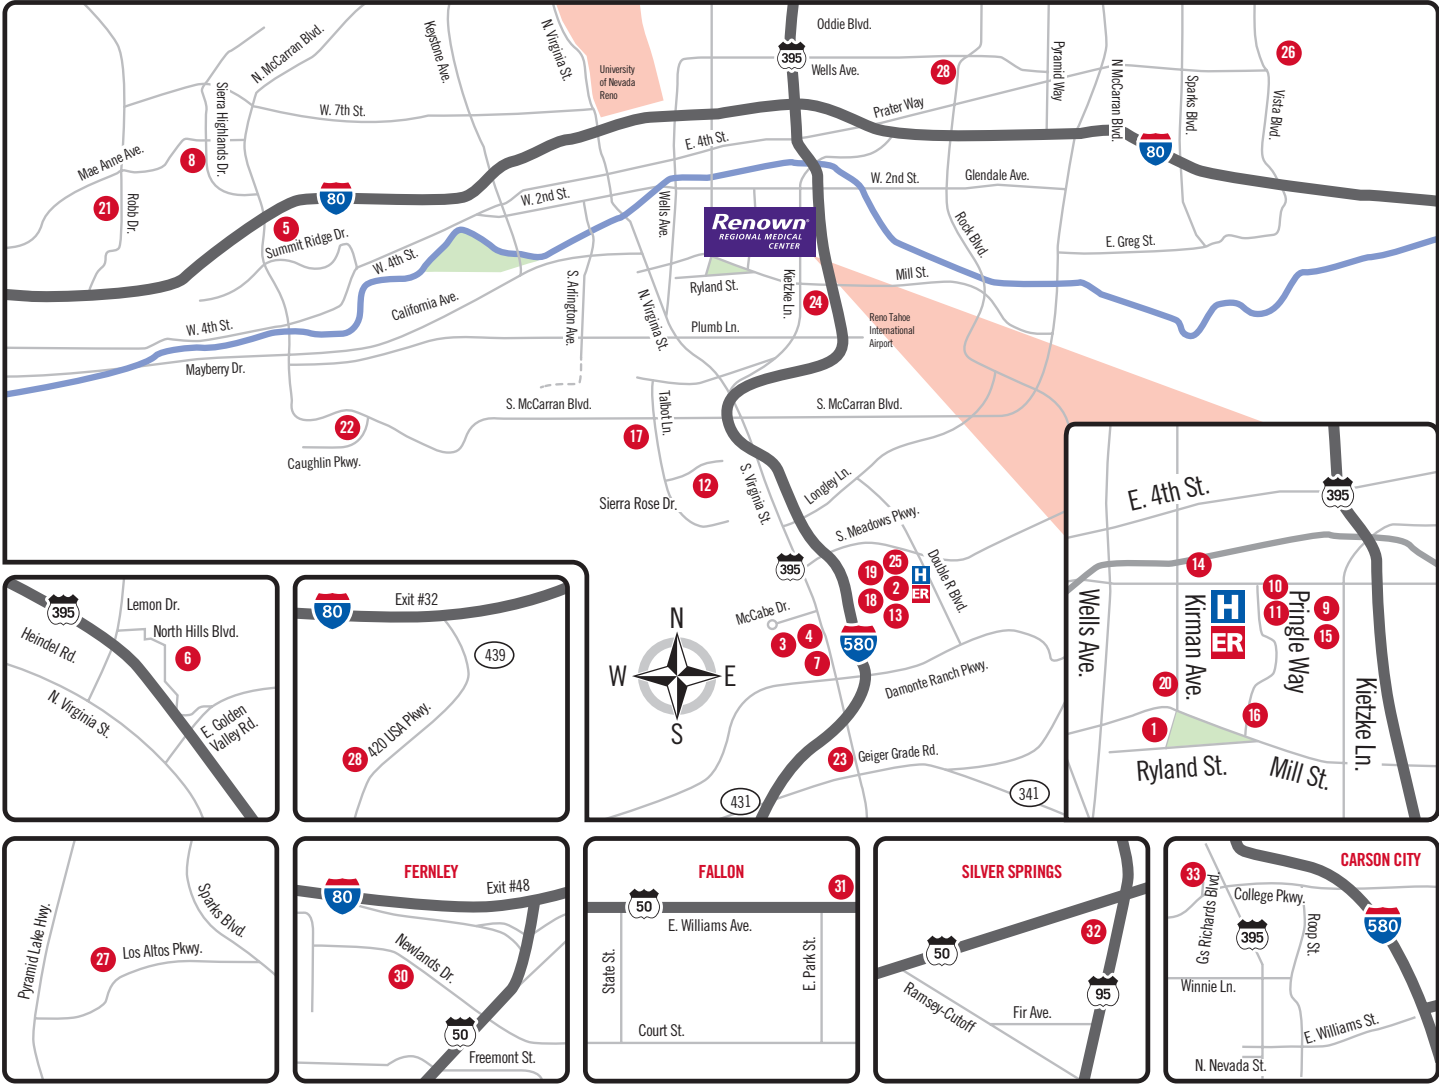 Oddie Blvd.
395
Wells Ave.
28
26
N. McCarran Blvd.
Keystone Ave.
N. Virginia St.
University
of Nevada
Reno
Pyramid Way
N McCarran Blvd.
Sparks Blvd.
Vista Blvd.
Sierra Highlands Dr.
W. 7th St.
Prater Way
E. 4th St.
80
Mae Anne Ave.
8
W. 2nd St.
Glendale Ave.
80
W. 2nd St.
Wells Ave.
21
Robb Dr.
5
Summit Ridge Dr.
Renown®
REGIONAL MEDICAL
CENTER
Rock Blvd.
E. Greg St.
W. 4th St.
S. Arlington Ave.
N. Virginia St.
Ryland St.
Kietzke Ln.
Mill St.
24
California Ave.
W. 4th St.
Plumb Ln.
Reno Tahoe
International
Airport
Mayberry Dr.
S. McCarran Blvd.
Talbot Ln.
S. McCarran Blvd.
22
17
Caughlin Pkwy.
12
Sierra Rose Dr.
S. Virginia St.
Longley Ln.
S. Meadows Pkwy.
395
25
19
H
2
ER
18
13
Double R Blvd.
McCabe Dr.
4
3
7
580
N
W
E
S
Damonte Ranch Pkwy.
23
Geiger Grade Rd.
431
341
395
E. 4th St.
14
Wells Ave.
Kirman Ave.
H
ER
10
11
Pringle Way
9
15
20
1
16
Kietzke Ln.
Ryland St.
Mill St.
395
Lemon Dr.
North Hills Blvd.
Heindel Rd.
6
N. Virginia St.
E. Golden
Valley Rd.
80
Exit #32
439
420 USA Pkwy.
28
Pyramid Lake Hwy.
Sparks Blvd.
27
Los Altos Pkwy.
FERNLEY
80
Exit #48
Newlands Dr.
30
50
Freemont St.
FALLON
31
50
E. Williams Ave.
State St.
E. Park St.
Court St.
SILVER SPRINGS
32
50
95
Ramsey-Cutoff
Fir Ave.
CARSON CITY
33
Gs Richards Blvd.
College Pkwy.
395
Roop St.
580
Winnie Ln.
E. Williams St.
N. Nevada St.